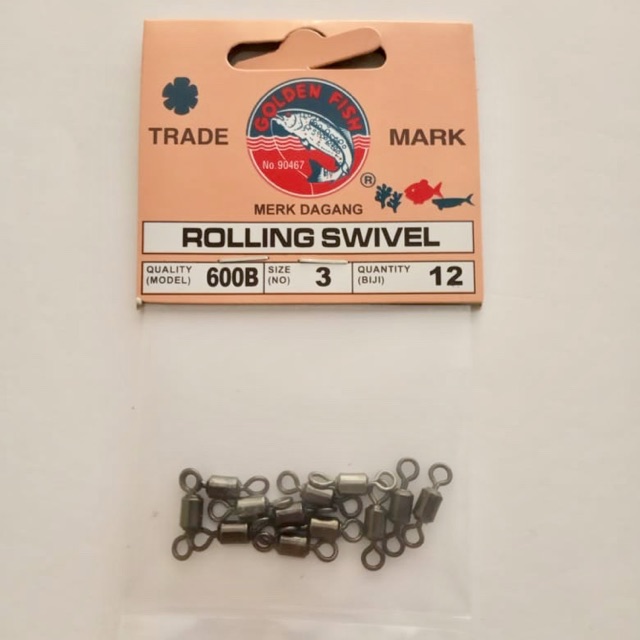 GOLDEN FISH
No.90467
TRADE MARK
®
MERK DAGANG
ROLLING SWIVEL
QUALITY (MODEL) 600B SIZE (NO) 3 QUANTITY (BIJI) 12